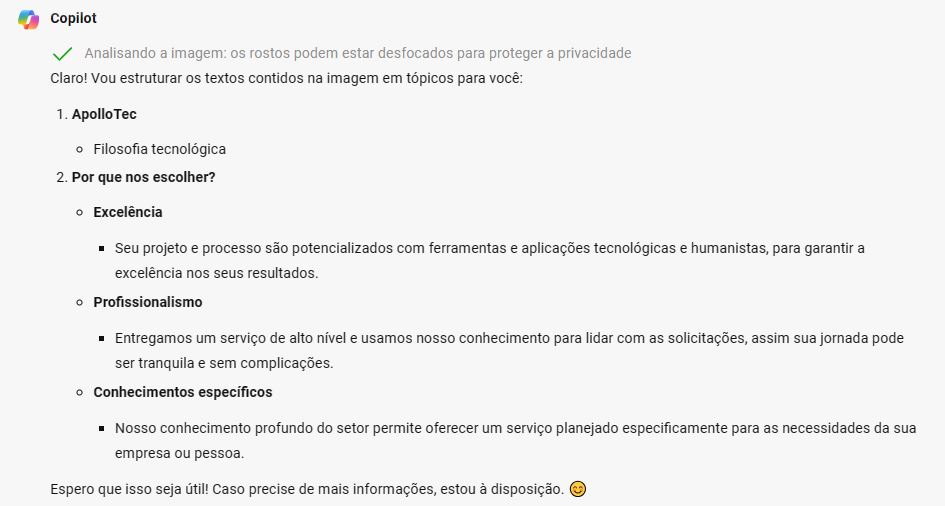 Copilot
Analisando a imagem: os rostos podem estar desfocados para proteger a privacidade
Claro! Vou estruturar os textos contidos na imagem em tópicos para você:
1. ApolloTec
Filosofia tecnológica
2. Por que nos escolher?
Excelência
Seu projeto e processo são potencializados com ferramentas e aplicações tecnológicas e humanistas, para garantir a
excelência nos seus resultados.
Profissionalismo
Entregamos um serviço de alto nível e usamos nosso conhecimento para lidar com as solicitações, assim sua jornada pode
ser tranquila e sem complicações.
Conhecimentos específicos
Nosso conhecimento profundo do setor permite oferecer um serviço planejado especificamente para as necessidades da sua
empresa ou pessoa.
Espero que isso seja útil! Caso precise de mais informações, estou à disposição. 😊